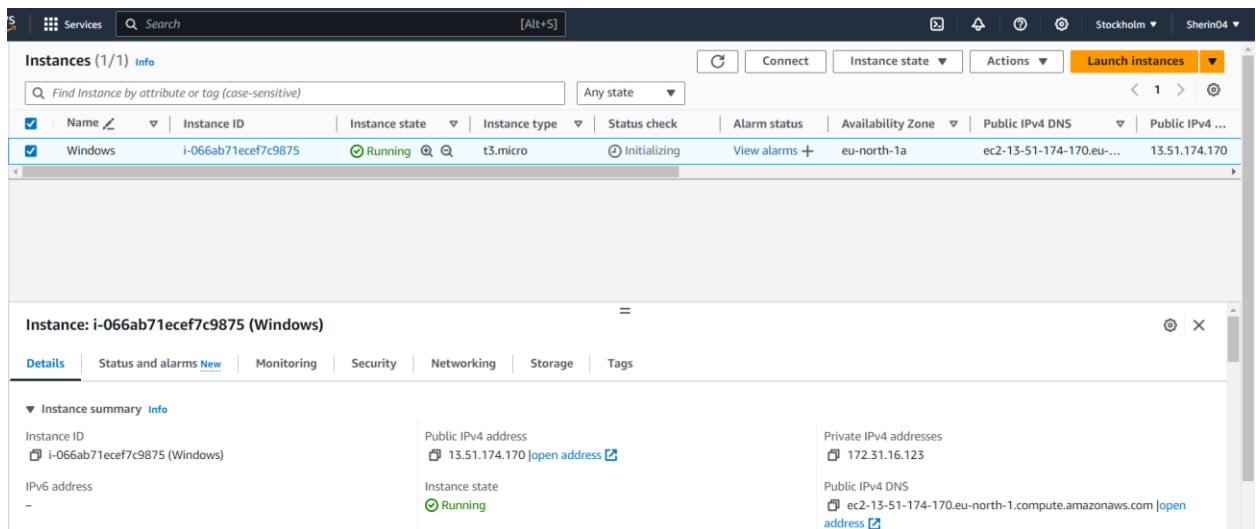 Services Search [Alt+S] Stockholm ▼ Sherin04 ▼
Instances (1/1) Info Connect Instance state ▼ Actions ▼ Launch instances ▼
Find Instance by attribute or tag (case-sensitive) Any state ▼ < 1 >
Name Instance ID Instance state Instance type Status check Alarm status Availability Zone Public IPv4 DNS Public IPv4 ...
Windows i-066ab71ecef7c9875 Running t3.micro Initializing View alarms + eu-north-1a ec2-13-51-174-170.eu-... 13.51.174.170
Instance: i-066ab71ecef7c9875 (Windows)
Details Status and alarms New Monitoring Security Networking Storage Tags
▼ Instance summary Info
Instance ID Public IPv4 address Private IPv4 addresses
i-066ab71ecef7c9875 (Windows) 13.51.174.170 |open address 172.31.16.123
IPv6 address Instance state Public IPv4 DNS
– Running ec2-13-51-174-170.eu-north-1.compute.amazonaws.com |open
address